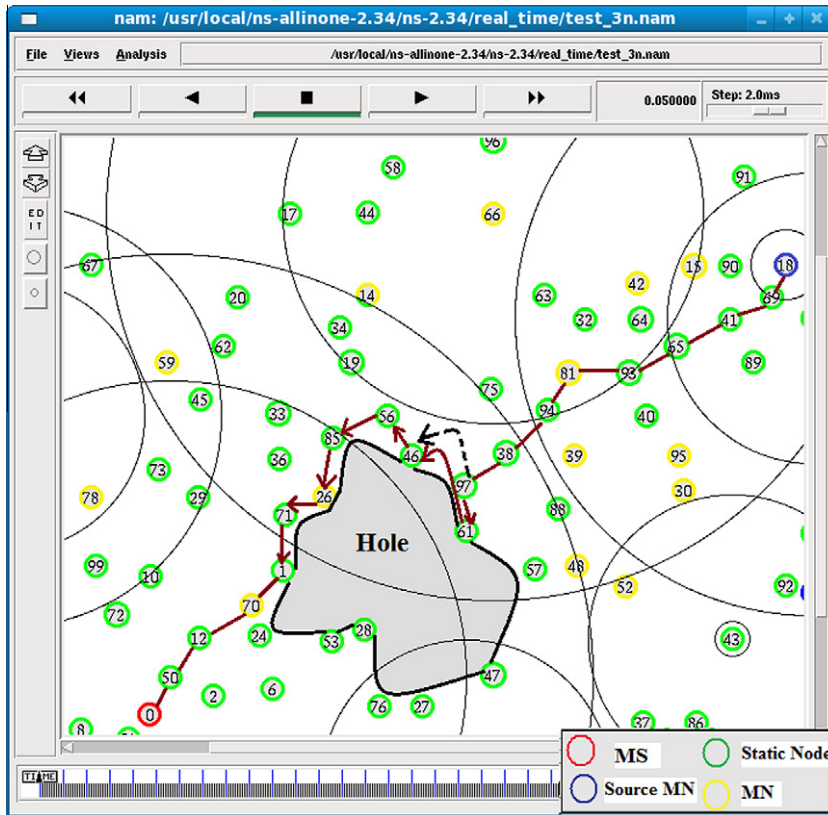 nam: /usr/local/ns-allinone-2.34/ns-2.34/real_time/test_3n.nam
File Views Analysis /usr/local/ns-allinone-2.34/ns-2.34/real_time/test_3n.nam
0.050000 Step: 2.0ms
E D
I T
96
58
91
17 44 66
67 15 90 18
42
20 14 63 69
34 32 64 41
62 65
59 19 89
81 93
75
45 94
33 56 40
85
36 46 38 39 95
73
97 30
78 29 26
71 88
61
Hole
99 10 1 57 48
52 92
70
72
12 24 53 28 43
50 47
2 6
0 76 27
8 37 86
TIME
MS Static Node
Source MN MN